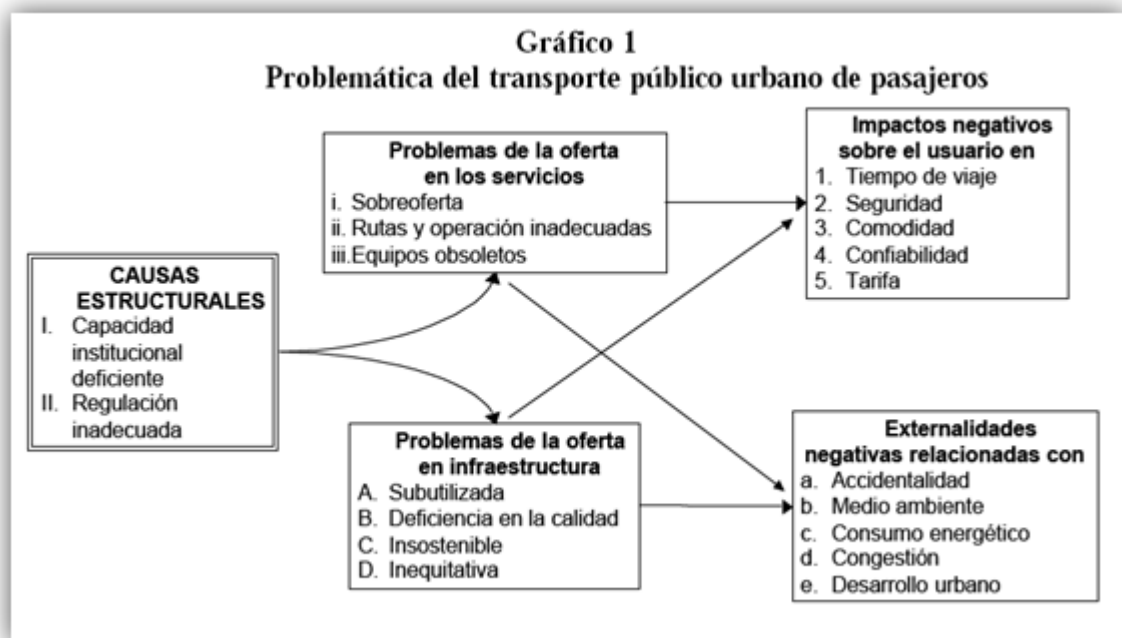 Gráfico 1
Problemática del transporte público urbano de pasajeros
CAUSAS
ESTRUCTURALES
I. Capacidad
institucional
deficiente
II. Regulación
inadecuada
Problemas de la oferta
en los servicios
i. Sobreoferta
ii. Rutas y operación inadecuadas
iii.Equipos obsoletos
Problemas de la oferta
en infraestructura
A. Subutilizada
B. Deficiencia en la calidad
C. Insostenible
D. Inequitativa
Impactos negativos
sobre el usuario en
1. Tiempo de viaje
2. Seguridad
3. Comodidad
4. Confiabilidad
5. Tarifa
Externalidades
negativas relacionadas con
a. Accidentalidad
b. Medio ambiente
c. Consumo energético
d. Congestión
e. Desarrollo urbano